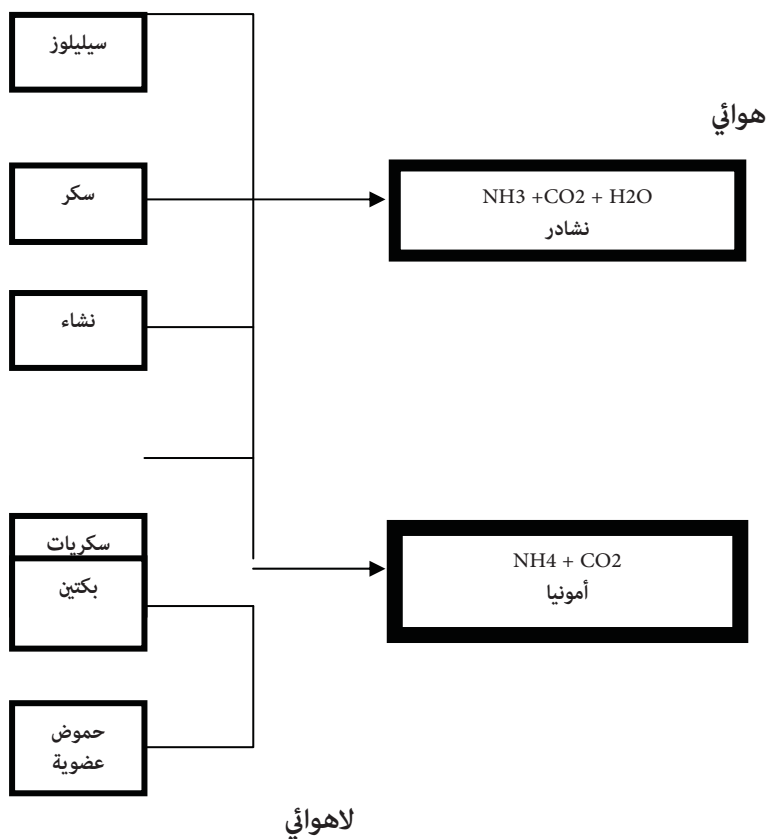 سيليلوز
هوائي
سكر
NH3 +CO2 + H2O
نشادر
نشاء
سكريات
بكتين
NH4 + CO2
أمونيا
حموض
عضوية
لاهوائي